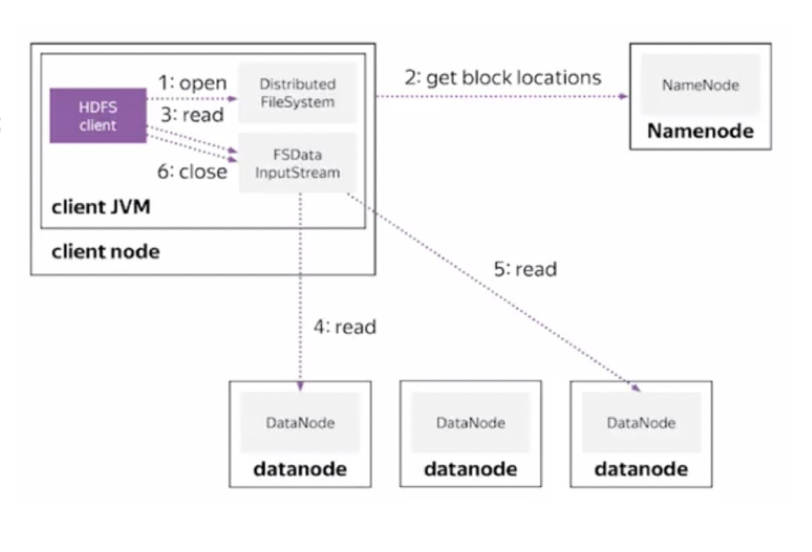 1: open
HDFS
client
Distributed
FileSystem
3: read
FSData
InputStream
6: close
client JVM
client node
2: get block locations
NameNode
Namenode
5: read
4: read
DataNode
datanode
DataNode
datanode
DataNode
datanode